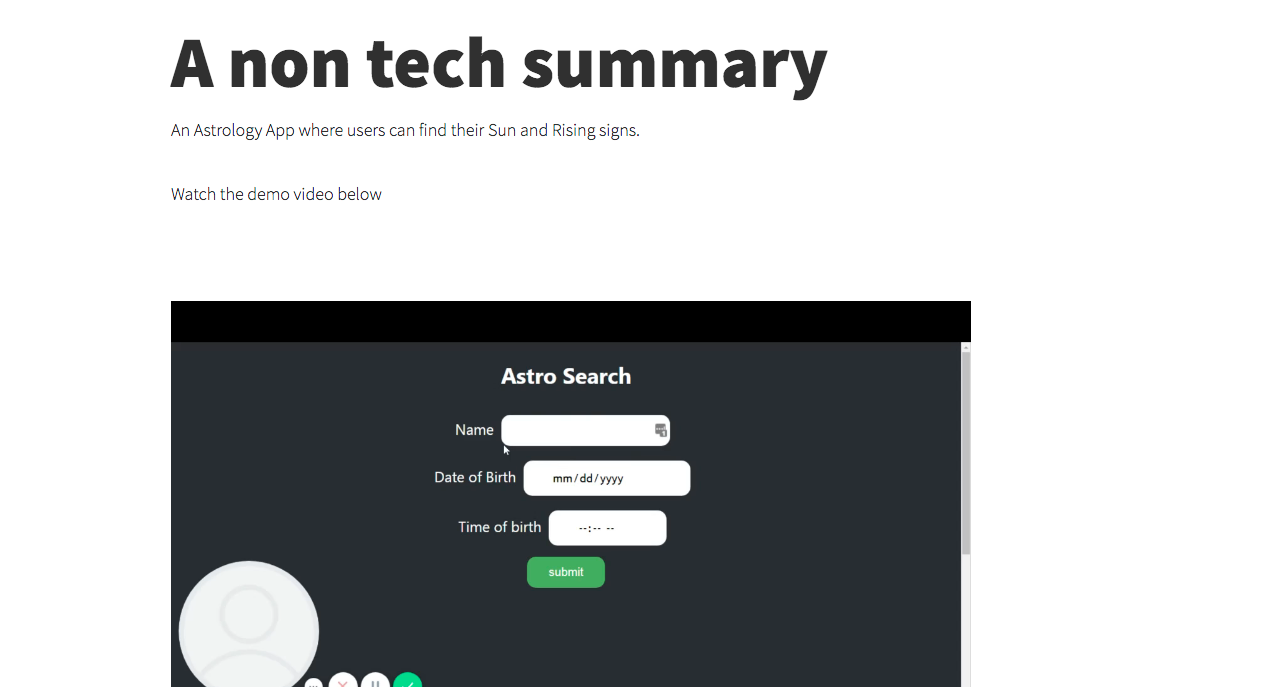 A non tech summary
An Astrology App where users can find their Sun and Rising signs.
Watch the demo video below
Astro Search
Name
Date of Birth mm/dd/yyyy
Time of birth --:-- --
submit